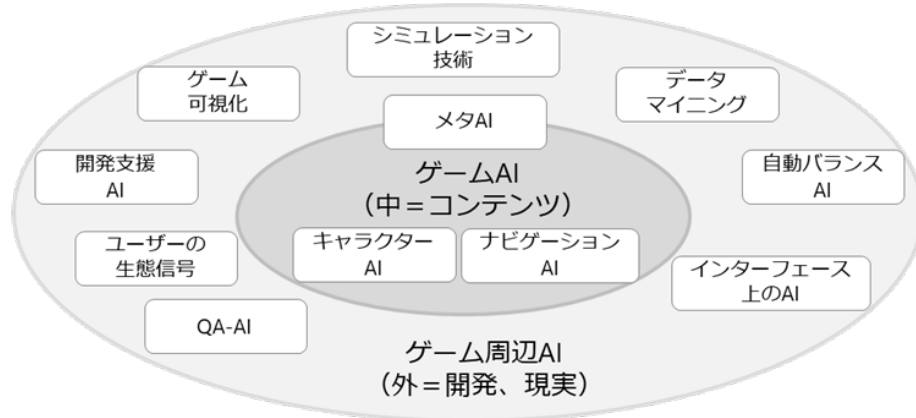 シミュレーション
技術
ゲーム
可視化
データ
マイニング
メタAI
開発支援
AI
ゲームAI
（中＝コンテンツ）
自動バランス
AI
ユーザーの
生態信号
キャラクター
AI
ナビゲーション
AI
インターフェース
上のAI
QA-AI
ゲーム周辺AI
（外＝開発、現実）